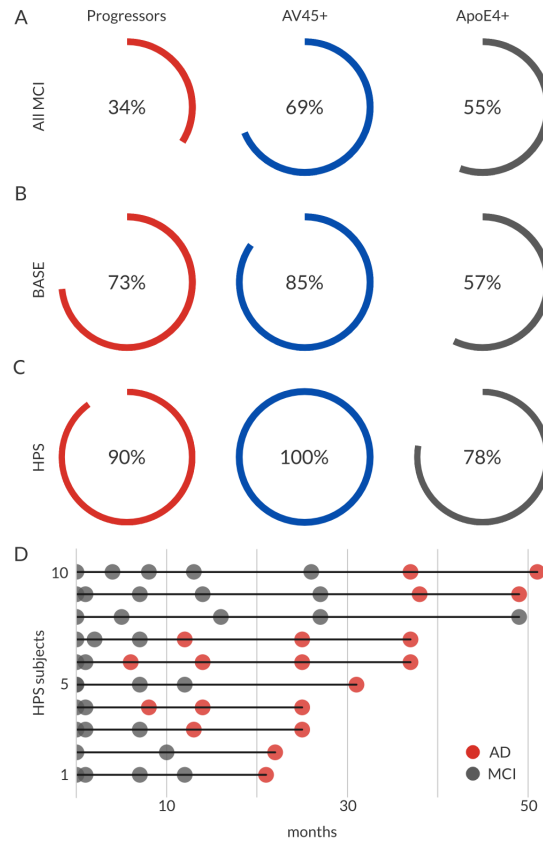 A
Progressors
AV45+
ApoE4+
All MCI
34%
69%
55%
B
BASE
73%
85%
57%
C
HPS
90%
100%
78%
D
HPS subjects
10
5
1
AD
MCI
10
30
50
months